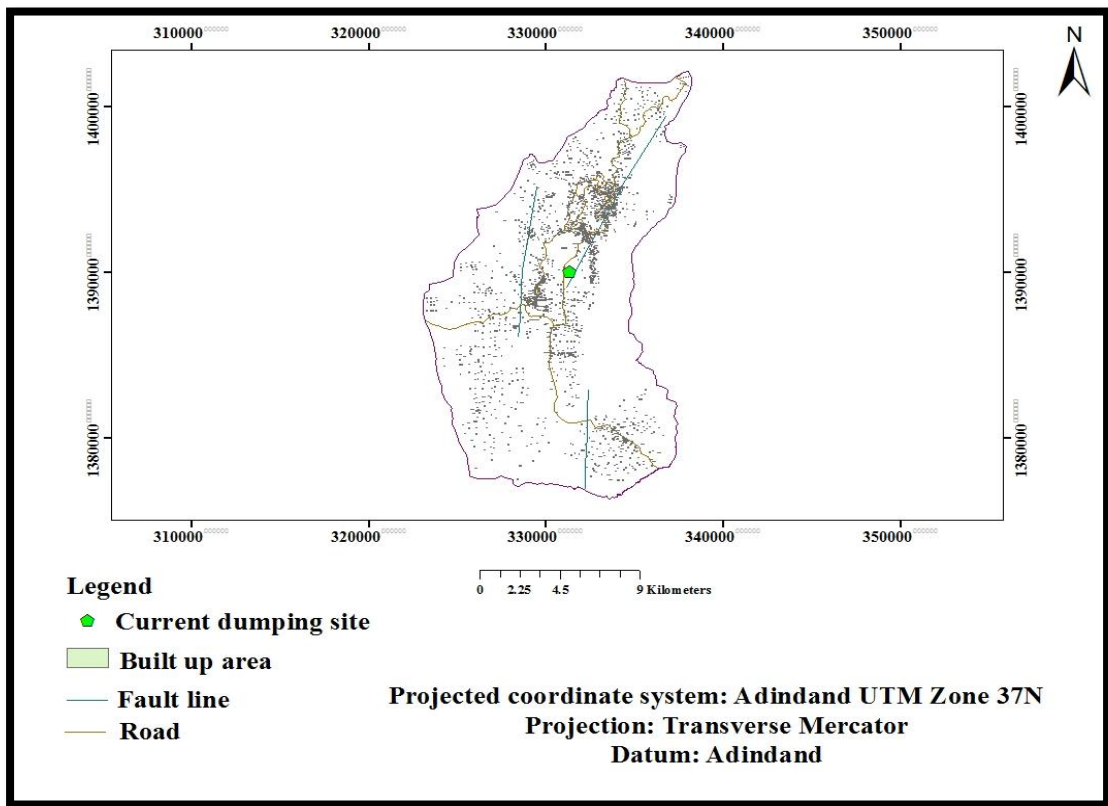 310000 320000 330000 340000 350000
N
1400000 1400000
1390000 1390000
1380000 1380000
310000 320000 330000 340000 350000
0 2.25 4.5 9 Kilometers
Legend
Current dumping site
Built up area
Fault line
Road
Projected coordinate system: Adindand UTM Zone 37N
Projection: Transverse Mercator
Datum: Adindand